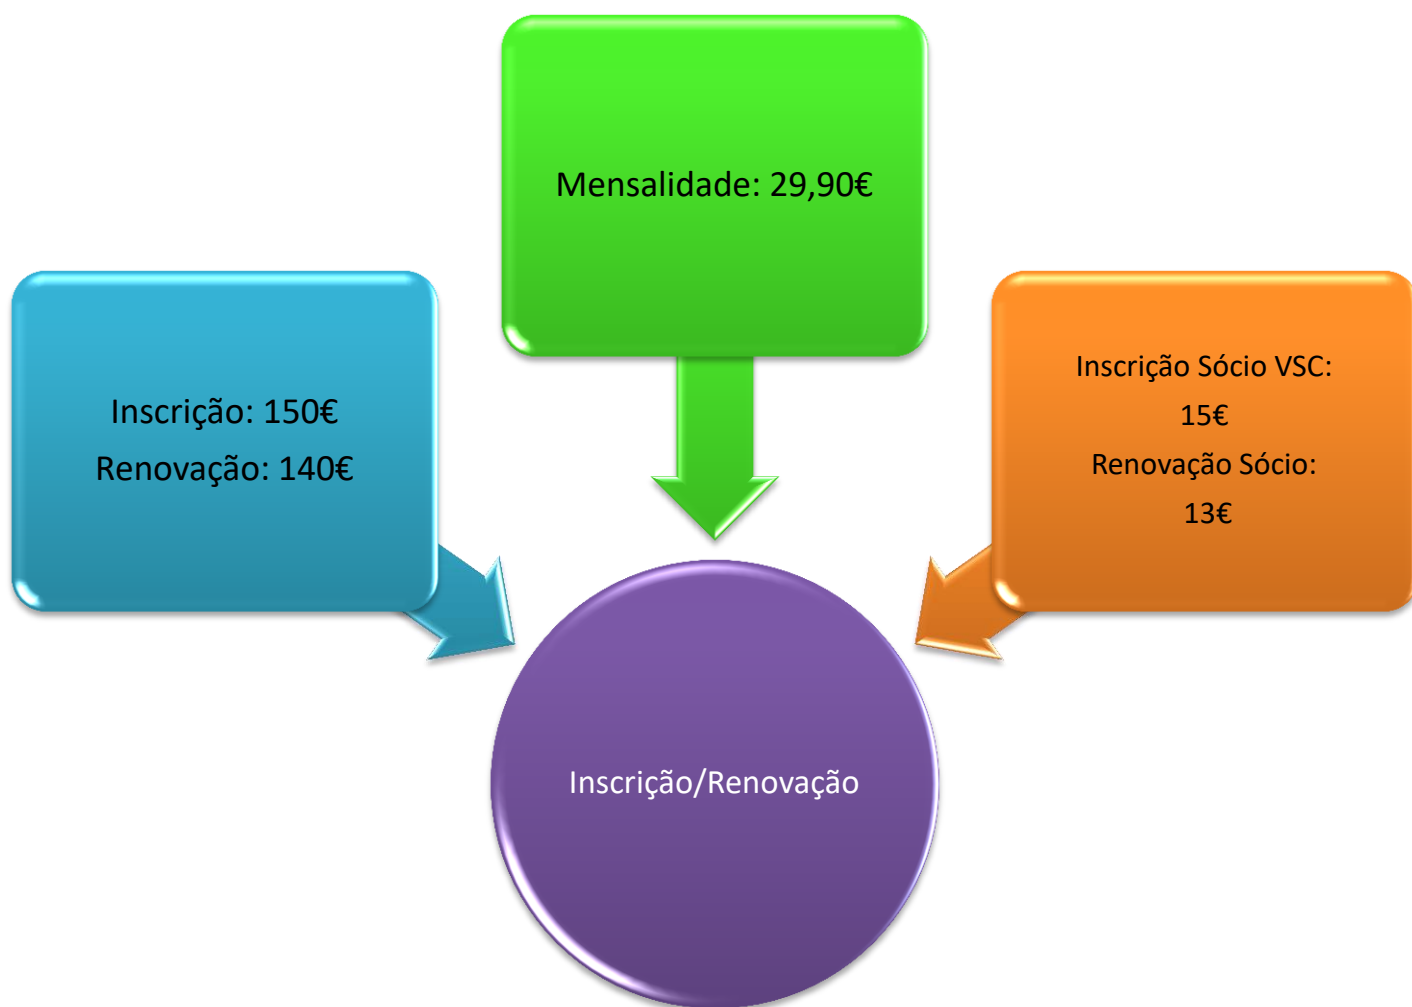 Mensalidade: 29,90€
Inscrição: 150€
Renovação: 140€
Inscrição Sócio VSC:
15€
Renovação Sócio:
13€
Inscrição/Renovação